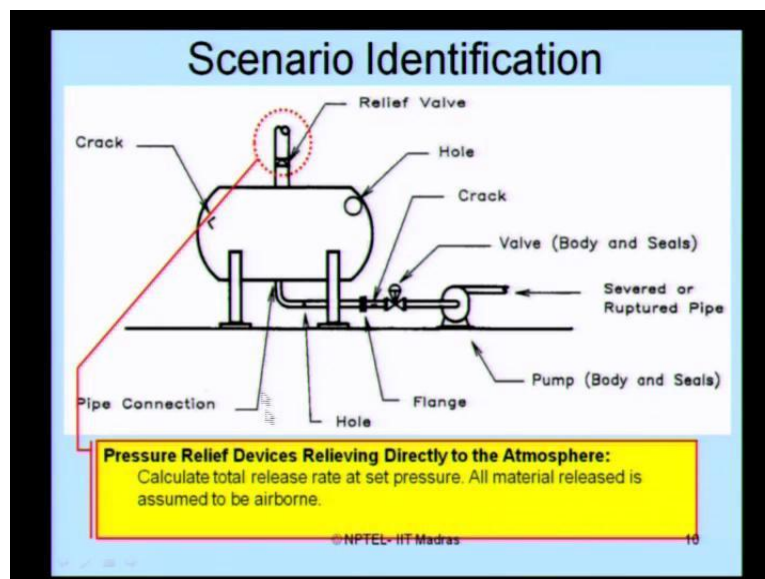 Scenario Identification
Relief Valve
Crack
Hole
Crack
Valve (Body and Seals)
Severed or
Ruptured Pipe
Pump (Body and Seals)
Pipe Connection
Flange
Hole
Pressure Relief Devices Relieving Directly to the Atmosphere:
Calculate total release rate at set pressure. All material released is
assumed to be airborne.
© NPTEL- IIT Madras
10